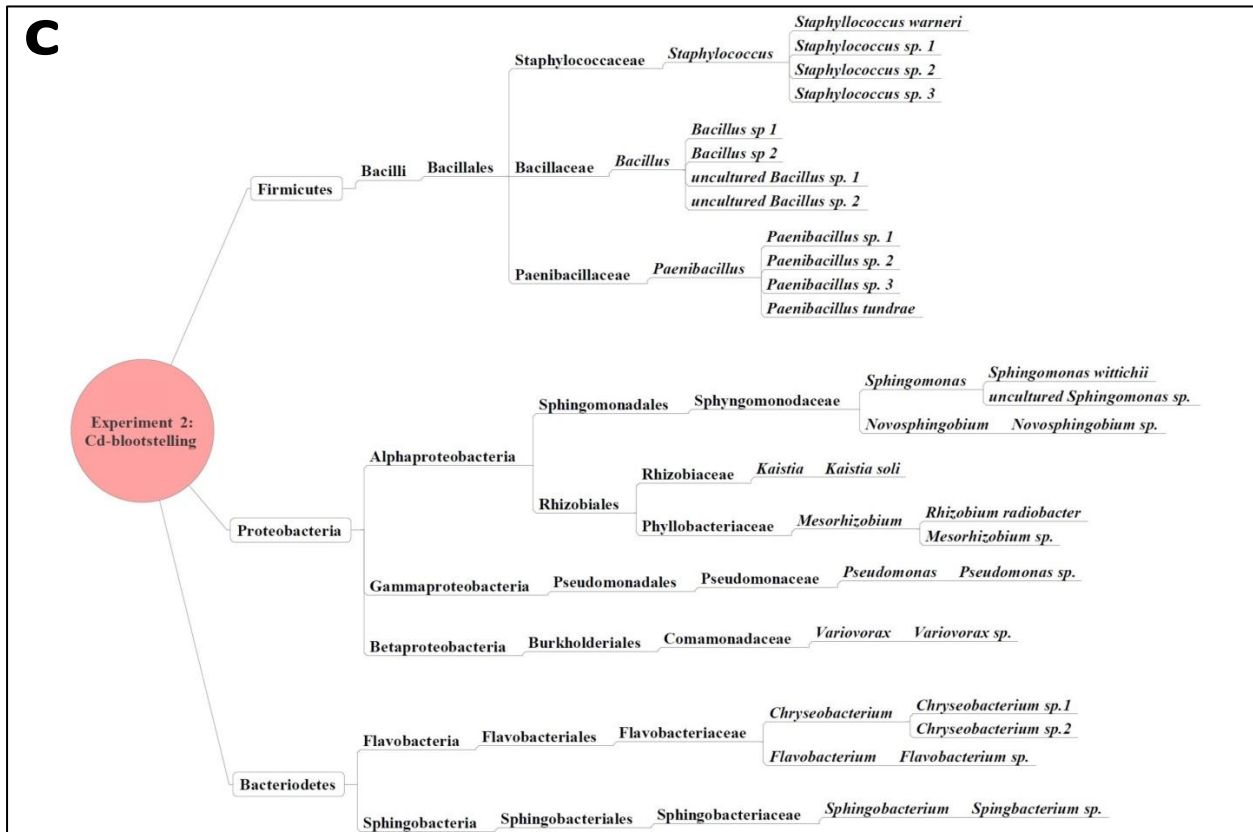 C
Experiment 2:
Cd-blootstelling
Firmicutes
Bacilli
Bacillales
Staphylococcaceae
Staphylococcus
Staphyllococcus warneri
Staphylococcus sp. 1
Staphylococcus sp. 2
Staphylococcus sp. 3
Bacillaceae
Bacillus
Bacillus sp 1
Bacillus sp 2
uncultured Bacillus sp. 1
uncultured Bacillus sp. 2
Paenibacillaceae
Paenibacillus
Paenibacillus sp. 1
Paenibacillus sp. 2
Paenibacillus sp. 3
Paenibacillus tundrae
Proteobacteria
Alphaproteobacteria
Sphingomonadales
Sphyngomonodaceae
Sphingomonas
Sphingomonas wittichii
uncultured Sphingomonas sp.
Novosphingobium
Novosphingobium sp.
Rhizobiales
Rhizobiaceae
Kaistia
Kaistia soli
Phyllobacteriaceae
Mesorhizobium
Rhizobium radiobacter
Mesorhizobium sp.
Gammaproteobacteria
Pseudomonadales
Pseudomonaceae
Pseudomonas
Pseudomonas sp.
Betaproteobacteria
Burkholderiales
Comamonadaceae
Variovorax
Variovorax sp.
Bacteriodetes
Flavobacteria
Flavobacteriales
Flavobacteriaceae
Chryseobacterium
Chryseobacterium sp.1
Chryseobacterium sp.2
Flavobacterium
Flavobacterium sp.
Sphingobacteria
Sphingobacteriales
Sphingobacteriaceae
Sphingobacterium
Spingbacterium sp.